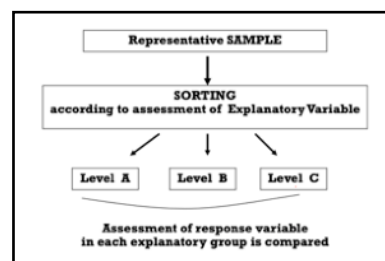 Representative SAMPLE
SORTING
according to assessment of Explanatory Variable
Level A
Level B
Level C
Assessment of response variable
in each explanatory group is compared